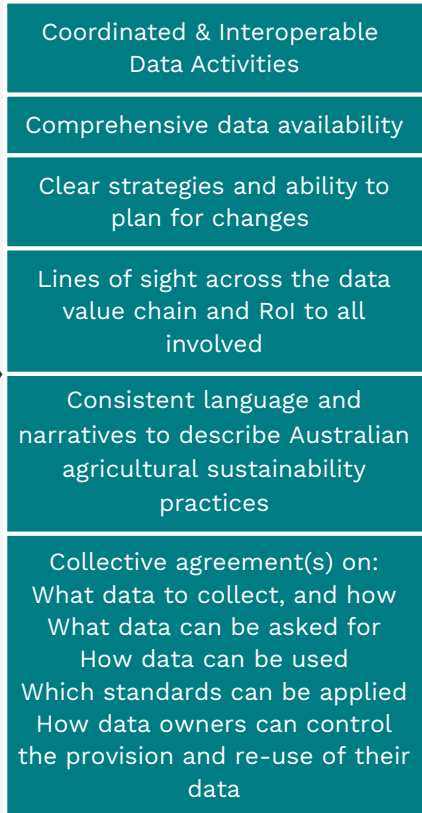 Coordinated & Interoperable
Data Activities
Comprehensive data availability
Clear strategies and ability to
plan for changes
Lines of sight across the data
value chain and RoI to all
involved
Consistent language and
narratives to describe Australian
agricultural sustainability
practices
Collective agreement(s) on:
What data to collect, and how
What data can be asked for
How data can be used
Which standards can be applied
How data owners can control
the provision and re-use of their
data